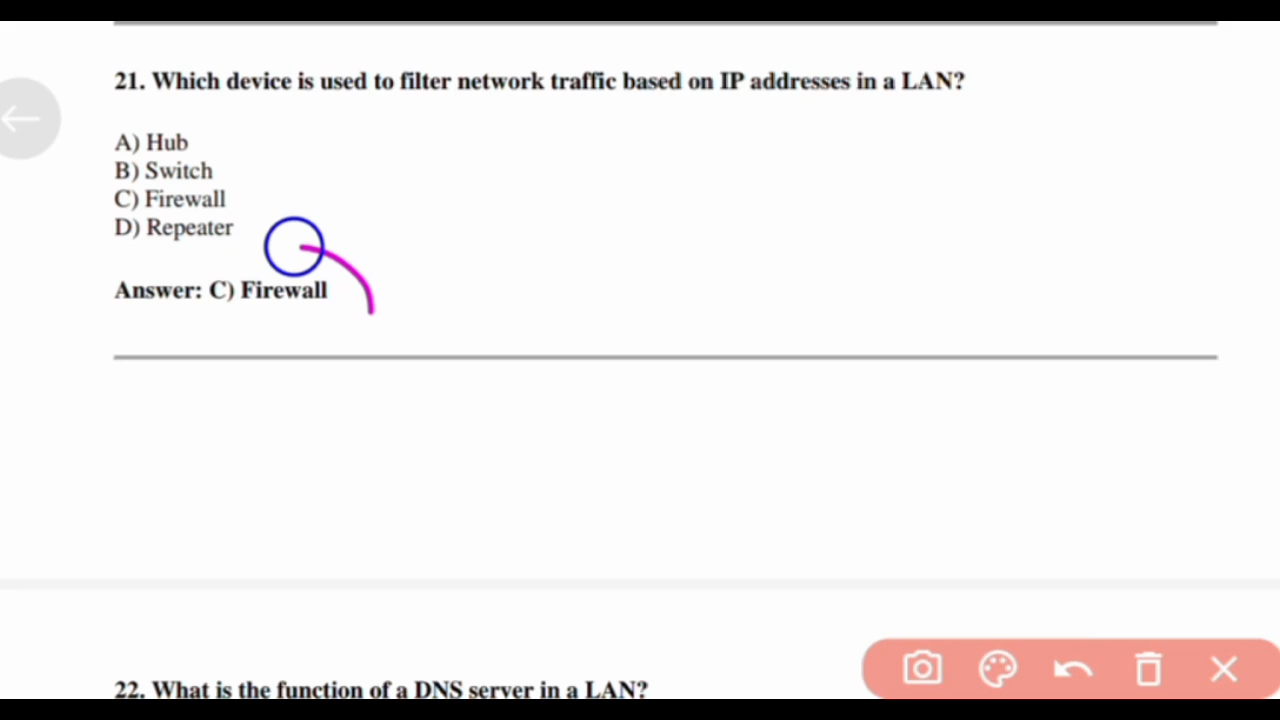 21. Which device is used to filter network traffic based on IP addresses in a LAN?
A) Hub
B) Switch
C) Firewall
D) Repeater
Answer: C) Firewall
22. What is the function of a DNS server in a LAN?